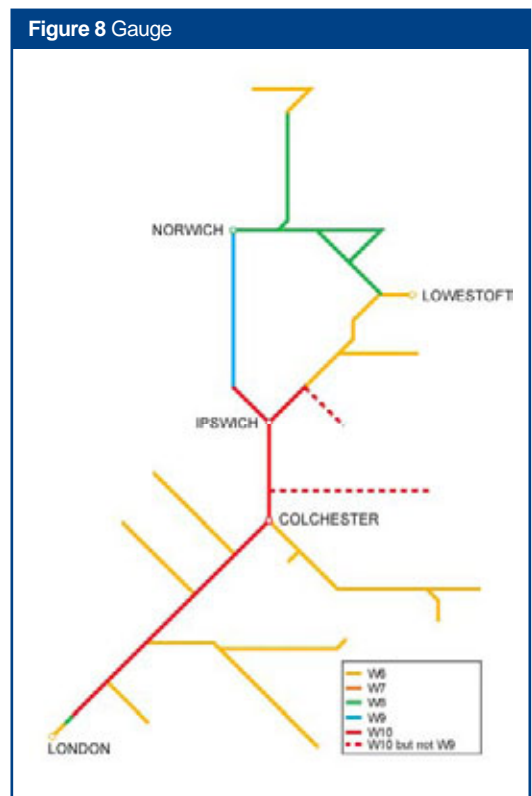 Figure 8 Gauge
NORWICH
LOWESTOFT
IPSWICH
COLCHESTER
LONDON
W6
W7
W8
W9
W10
W10 but not W9